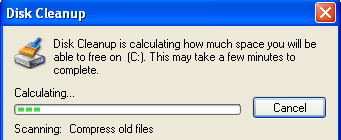 Disk Cleanup
Disk Cleanup is calculating how much space you will be
able to free on  (C:). This may take a few minutes to
complete.
Calculating...
Cancel
Scanning:  Compress old files